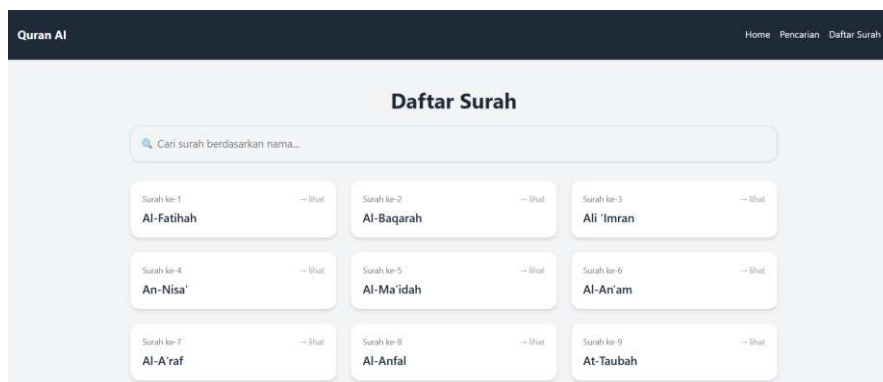 Quran AI
Home Pencarian Daftar Surah
Daftar Surah
Cari surah berdasarkan nama...
Surah ke-1 → lihat
Al-Fatihah
Surah ke-2 → lihat
Al-Baqarah
Surah ke-3 → lihat
Ali 'Imran
Surah ke-4 → lihat
An-Nisa'
Surah ke-5 → lihat
Al-Ma'idah
Surah ke-6 → lihat
Al-An'am
Surah ke-7 → lihat
Al-A'raf
Surah ke-8 → lihat
Al-Anfal
Surah ke-9 → lihat
At-Taubah